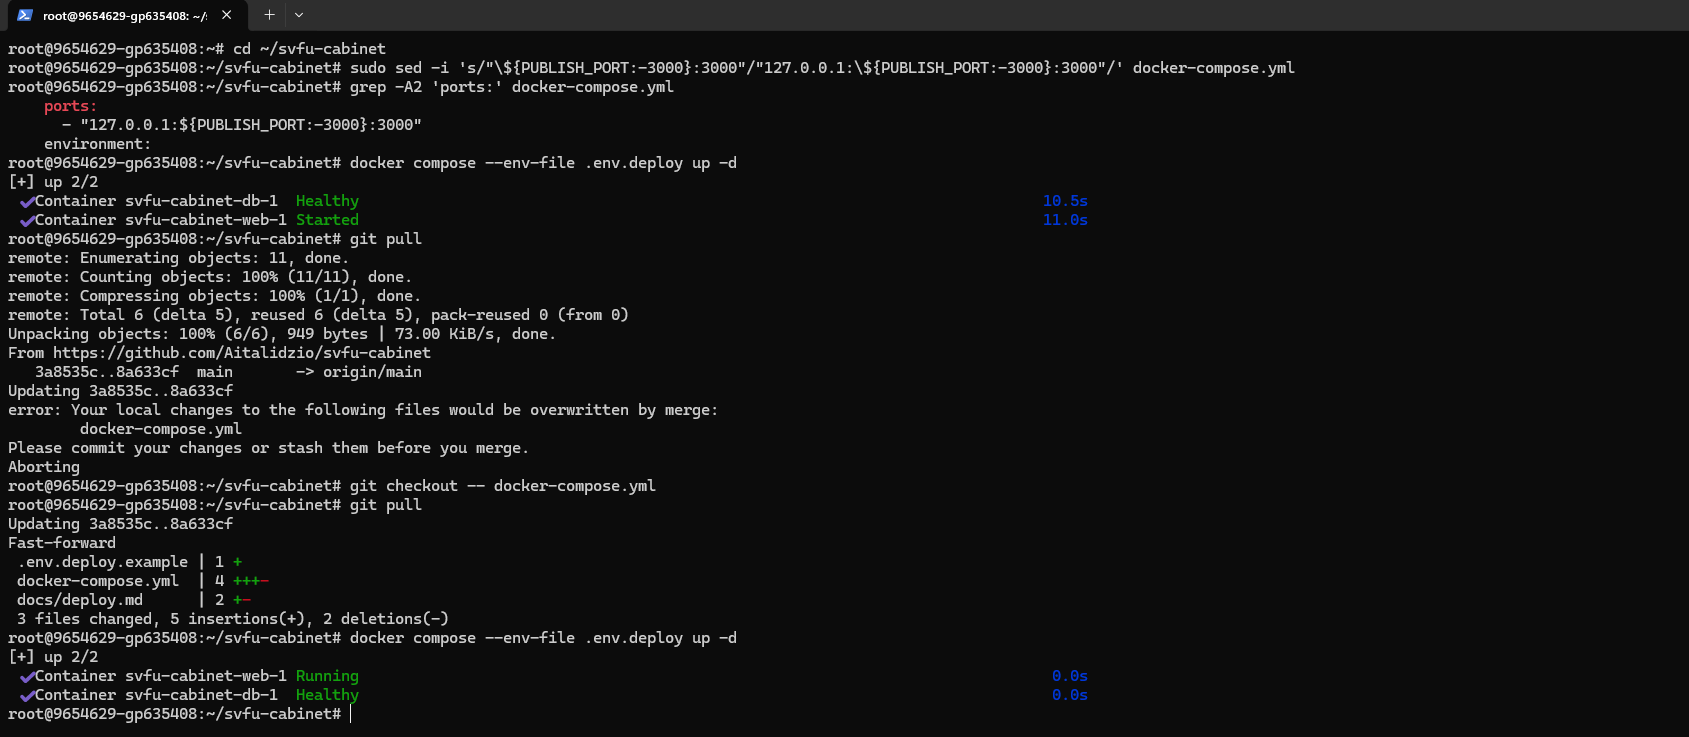 root@9654629-gp635408: ~/s
root@9654629-gp635408:~# cd ~/svfu-cabinet
root@9654629-gp635408:~/svfu-cabinet# sudo sed -i 's/"\${PUBLISH_PORT:-3000}:3000"/"127.0.0.1:\${PUBLISH_PORT:-3000}:3000"/' docker-compose.yml
root@9654629-gp635408:~/svfu-cabinet# grep -A2 'ports:' docker-compose.yml
    ports:
      - "127.0.0.1:${PUBLISH_PORT:-3000}:3000"
    environment:
root@9654629-gp635408:~/svfu-cabinet# docker compose --env-file .env.deploy up -d
[+] up 2/2
 ✔Container svfu-cabinet-db-1  Healthy 10.5s
 ✔Container svfu-cabinet-web-1 Started 11.0s
root@9654629-gp635408:~/svfu-cabinet# git pull
remote: Enumerating objects: 11, done.
remote: Counting objects: 100% (11/11), done.
remote: Compressing objects: 100% (1/1), done.
remote: Total 6 (delta 5), reused 6 (delta 5), pack-reused 0 (from 0)
Unpacking objects: 100% (6/6), 949 bytes | 73.00 KiB/s, done.
From https://github.com/Aitalidzio/svfu-cabinet
   3a8535c..8a633cf  main       -> origin/main
Updating 3a8535c..8a633cf
error: Your local changes to the following files would be overwritten by merge:
        docker-compose.yml
Please commit your changes or stash them before you merge.
Aborting
root@9654629-gp635408:~/svfu-cabinet# git checkout -- docker-compose.yml
root@9654629-gp635408:~/svfu-cabinet# git pull
Updating 3a8535c..8a633cf
Fast-forward
 .env.deploy.example | 1 +
 docker-compose.yml  | 4 +++-
 docs/deploy.md      | 2 +-
 3 files changed, 5 insertions(+), 2 deletions(-)
root@9654629-gp635408:~/svfu-cabinet# docker compose --env-file .env.deploy up -d
[+] up 2/2
 ✔Container svfu-cabinet-web-1 Running 0.0s
 ✔Container svfu-cabinet-db-1  Healthy 0.0s
root@9654629-gp635408:~/svfu-cabinet#